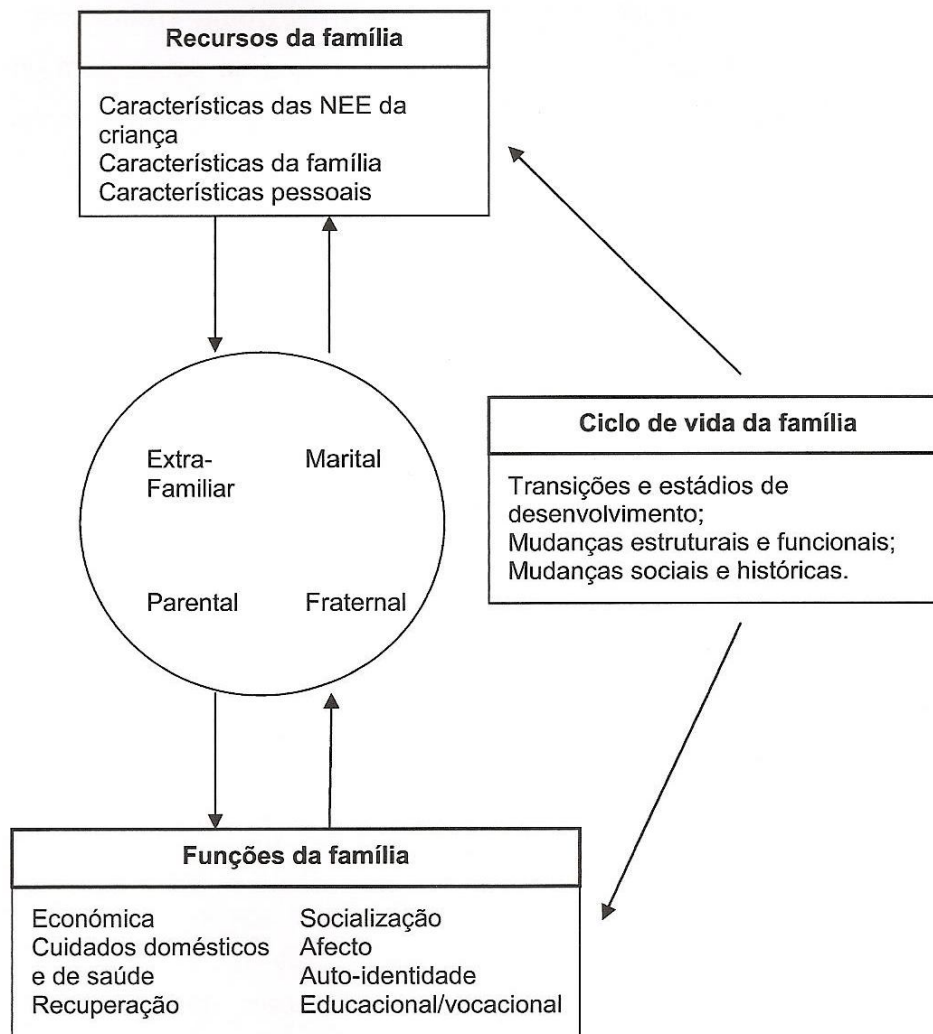 Recursos da família
Características das NEE da
criança
Características da família
Características pessoais
Extra-
Familiar
Marital
Parental
Fraternal
Ciclo de vida da família
Transições e estádios de
desenvolvimento;
Mudanças estruturais e funcionais;
Mudanças sociais e históricas.
Funções da família
Económica
Cuidados domésticos
e de saúde
Recuperação
Socialização
Afecto
Auto-identidade
Educacional/vocacional